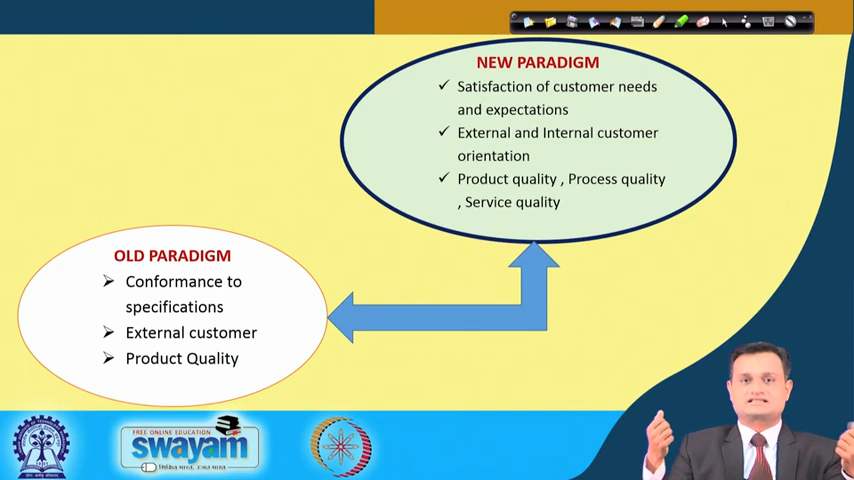 NEW PARADIGM
✓ Satisfaction of customer needs
and expectations
✓ External and Internal customer
orientation
✓ Product quality , Process quality
, Service quality
OLD PARADIGM
➢ Conformance to
specifications
➢ External customer
➢ Product Quality
FREE ONLINE EDUCATION
swayam